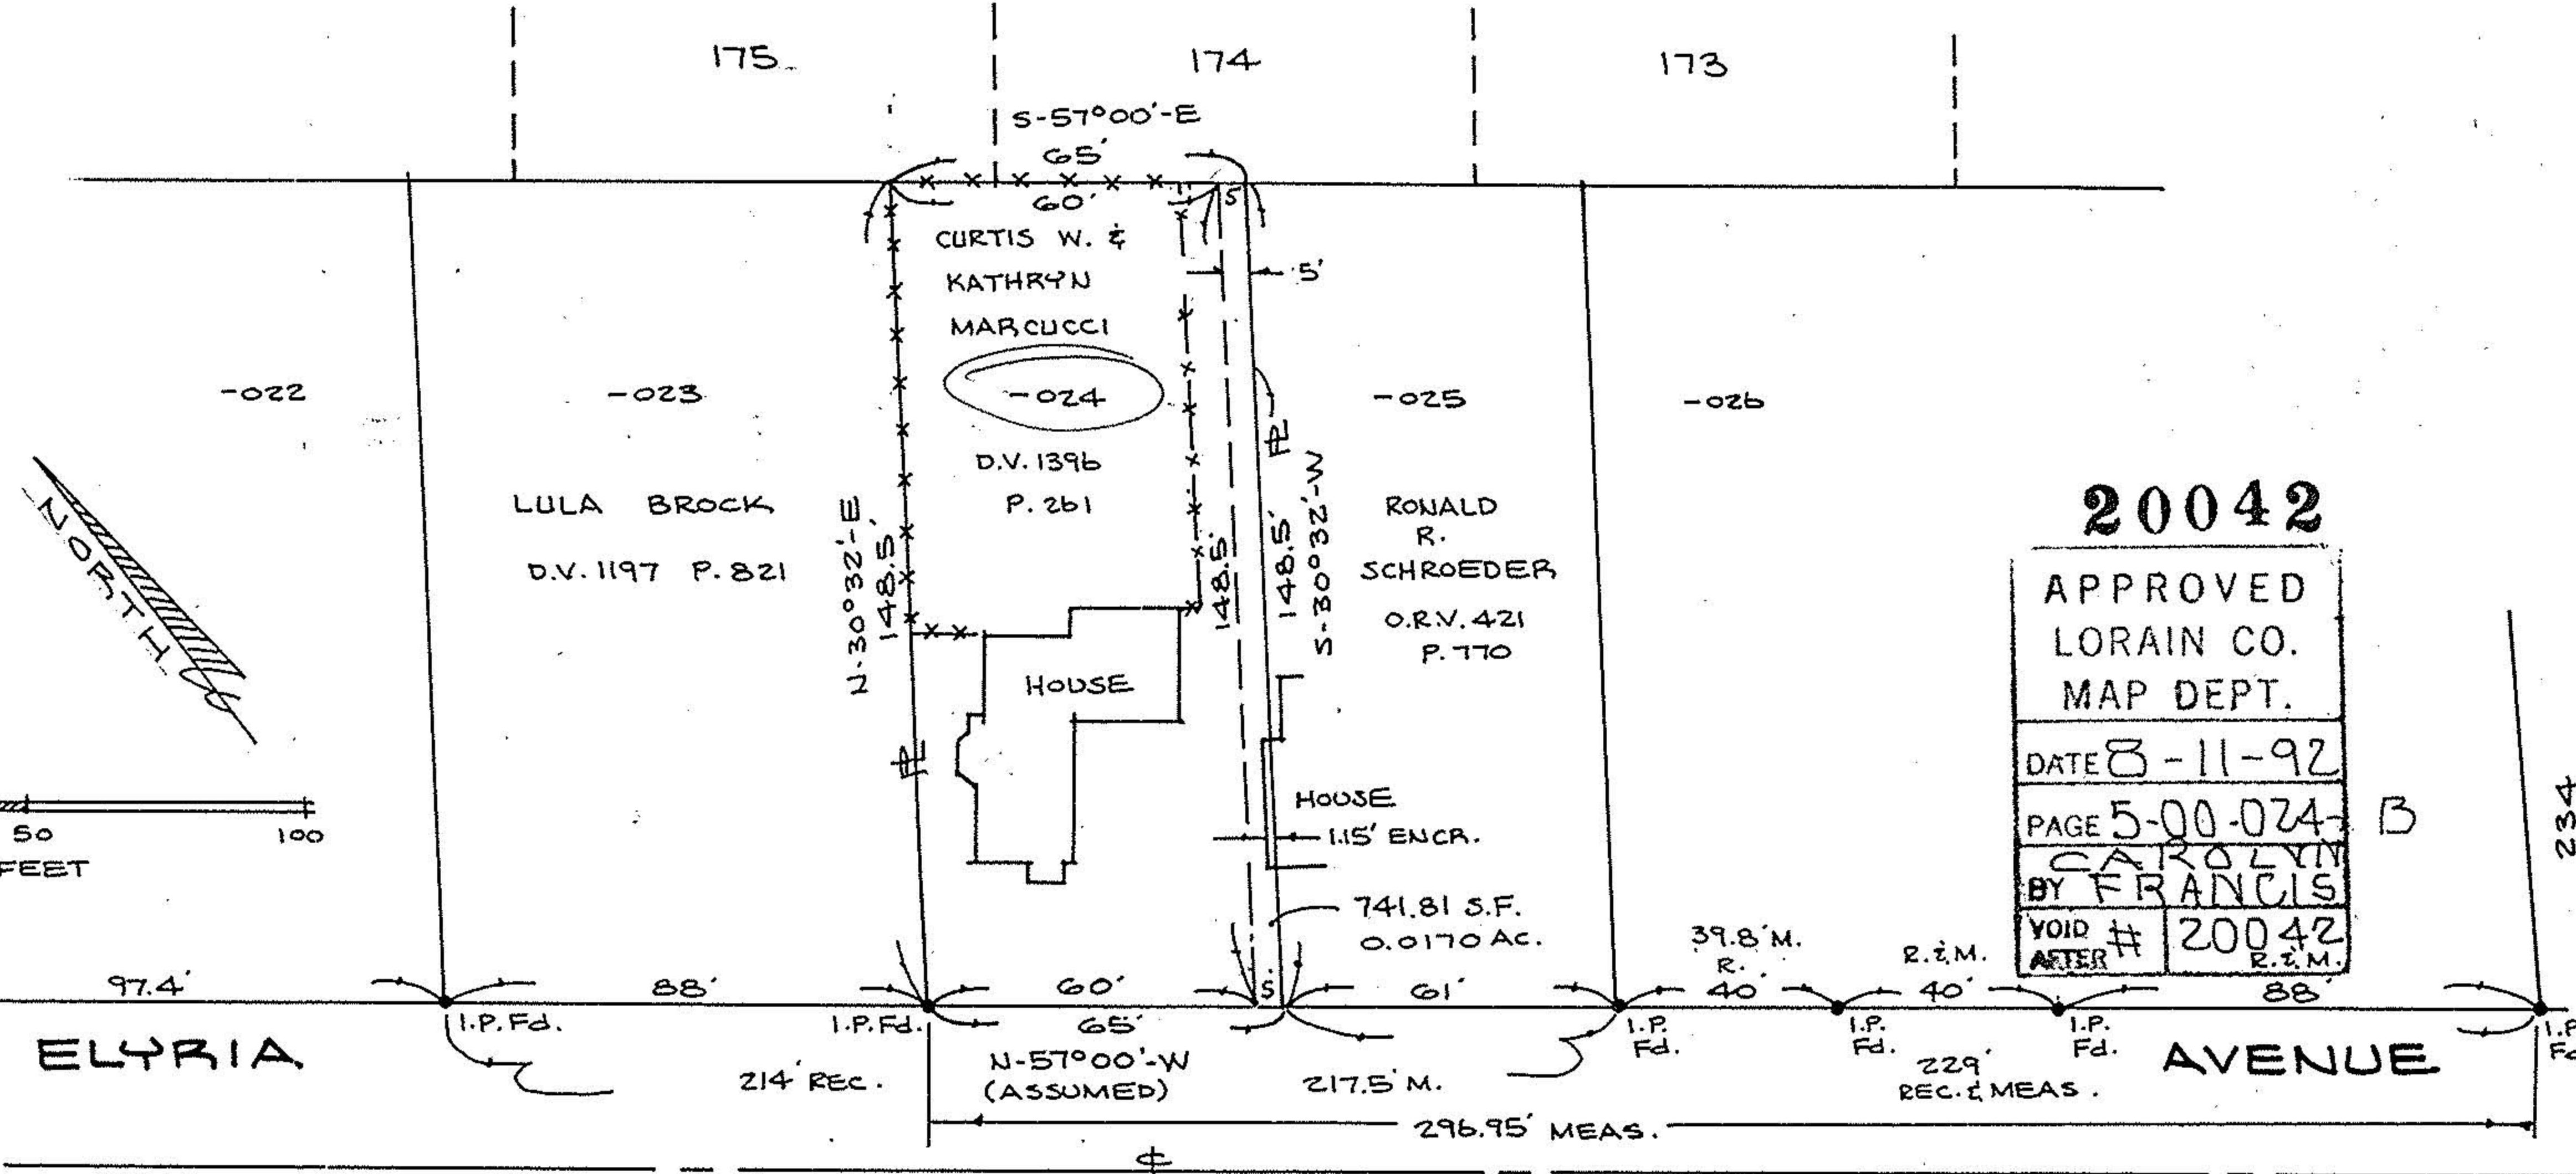 175
174
173
S-57°00'-E
65'
60'
5'
5'
CURTIS W. &
KATHRYN
MARCUCCI
-022
-023
-024
-025
-026
D.V. 1396
P. 261
LULA BROCK
D.V. 1197 P. 821
N-30°32'-E
148.5'
148.5'
148.5'
S-30°32'-W
PL
PL
RONALD
R.
SCHROEDER
O.R.V. 421
P. 770
NORTH
HOUSE
HOUSE
1.15' ENCR.
741.81 S.F.
0.0170 AC.
50 100
FEET
20042
APPROVED
LORAIN CO.
MAP DEPT.
DATE 8-11-92
PAGE 5-00-024- B
CAROLYN
BY FRANCIS
VOID AFTER # 20042
234
97.4'
88'
60'
5'
61'
39.8' M.
R.
40'
R. & M.
40'
R. & M.
88'
I.P. Fd.
I.P. Fd.
65'
I.P.
Fd.
I.P.
Fd.
I.P.
Fd.
I.P.
ELYRIA AVENUE
N-57°00'-W
(ASSUMED)
214' REC.
217.5' M.
229'
REC. & MEAS.
296.95' MEAS.